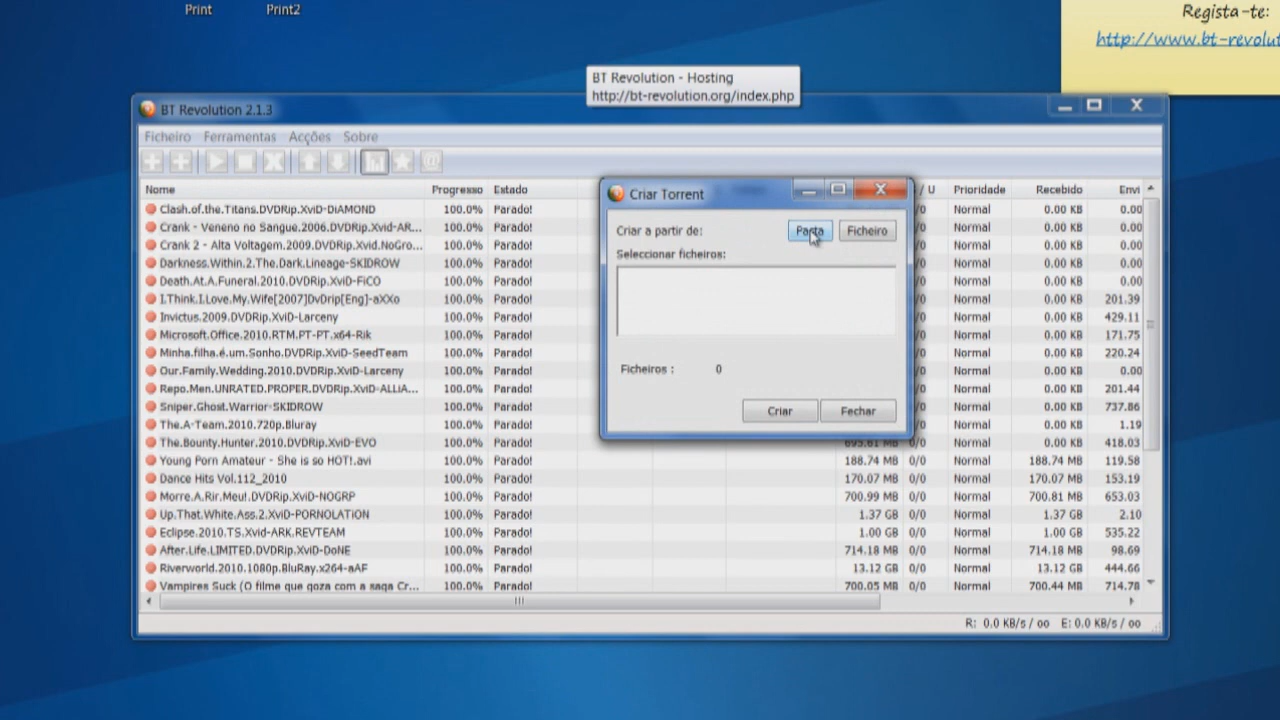 Print
Print2
Regista-te:
http://www.bt-revolut
BT Revolution - Hosting
http://bt-revolution.org/index.php
BT Revolution 2.1.3
Ficheiro Ferramentas Acções Sobre
Nome Progresso Estado / U Prioridade Recebido Envi
Clash.of.the.Titans.DVDRip.XviD-DiAMOND 100.0% Parado! /0 Normal 0.00 KB 0.00
Crank - Veneno no Sangue.2006.DVDRip.Xvid-AR... 100.0% Parado! /0 Normal 0.00 KB 0.00
Crank 2 - Alta Voltagem.2009.DVDRip.Xvid.NoGro... 100.0% Parado! /0 Normal 0.00 KB 0.00
Darkness.Within.2.The.Dark.Lineage-SKIDROW 100.0% Parado! /0 Normal 0.00 KB 0.00
Death.At.A.Funeral.2010.DVDRip.XviD-FiCO 100.0% Parado! /0 Normal 0.00 KB 0.00
I.Think.I.Love.My.Wife[2007]DvDrip[Eng]-aXXo 100.0% Parado! /0 Normal 0.00 KB 201.39
Invictus.2009.DVDRip.XviD-Larceny 100.0% Parado! /0 Normal 0.00 KB 429.11
Microsoft.Office.2010.RTM.PT-PT.x64-Rik 100.0% Parado! /0 Normal 0.00 KB 171.75
Minha.filha.é.um.Sonho.DVDRip.XviD-SeedTeam 100.0% Parado! /0 Normal 0.00 KB 220.24
Our.Family.Wedding.2010.DVDRip.XviD-Larceny 100.0% Parado! /0 Normal 0.00 KB 0.00
Repo.Men.UNRATED.PROPER.DVDRip.XviD-ALLiA... 100.0% Parado! /0 Normal 0.00 KB 201.44
Sniper.Ghost.Warrior-SKIDROW 100.0% Parado! /0 Normal 0.00 KB 737.86
The.A-Team.2010.720p.Bluray 100.0% Parado! /0 Normal 0.00 KB 1.19
The.Bounty.Hunter.2010.DVDRip.XviD-EVO 100.0% Parado! 695.61 MB 0/0 Normal 0.00 KB 418.03
Young Porn Amateur - She is so HOT!.avi 100.0% Parado! 188.74 MB 0/0 Normal 188.74 MB 119.58
Dance Hits Vol.112_2010 100.0% Parado! 170.07 MB 0/0 Normal 170.07 MB 153.19
Morre.A.Rir.Meu!.DVDRip.XviD-NOGRP 100.0% Parado! 700.99 MB 0/0 Normal 700.81 MB 653.03
Up.That.White.Ass.2.XviD-PORNOLATiON 100.0% Parado! 1.37 GB 0/0 Normal 1.37 GB 2.10
Eclipse.2010.TS.Xvid-ARK.REVTEAM 100.0% Parado! 1.00 GB 0/0 Normal 1.00 GB 535.22
After.Life.LIMITED.DVDRip.XviD-DoNE 100.0% Parado! 714.18 MB 0/0 Normal 714.18 MB 98.69
Riverworld.2010.1080p.BluRay.x264-aAF 100.0% Parado! 13.12 GB 0/0 Normal 13.12 GB 444.66
Vampires Suck (O filme que goza com a saga Cr... 100.0% Parado! 700.05 MB 0/0 Normal 700.44 MB 714.78
R: 0.0 KB/s / oo E: 0.0 KB/s / oo
Criar Torrent
Criar a partir de: Pasta Ficheiro
Seleccionar ficheiros:
Ficheiros : 0
Criar Fechar